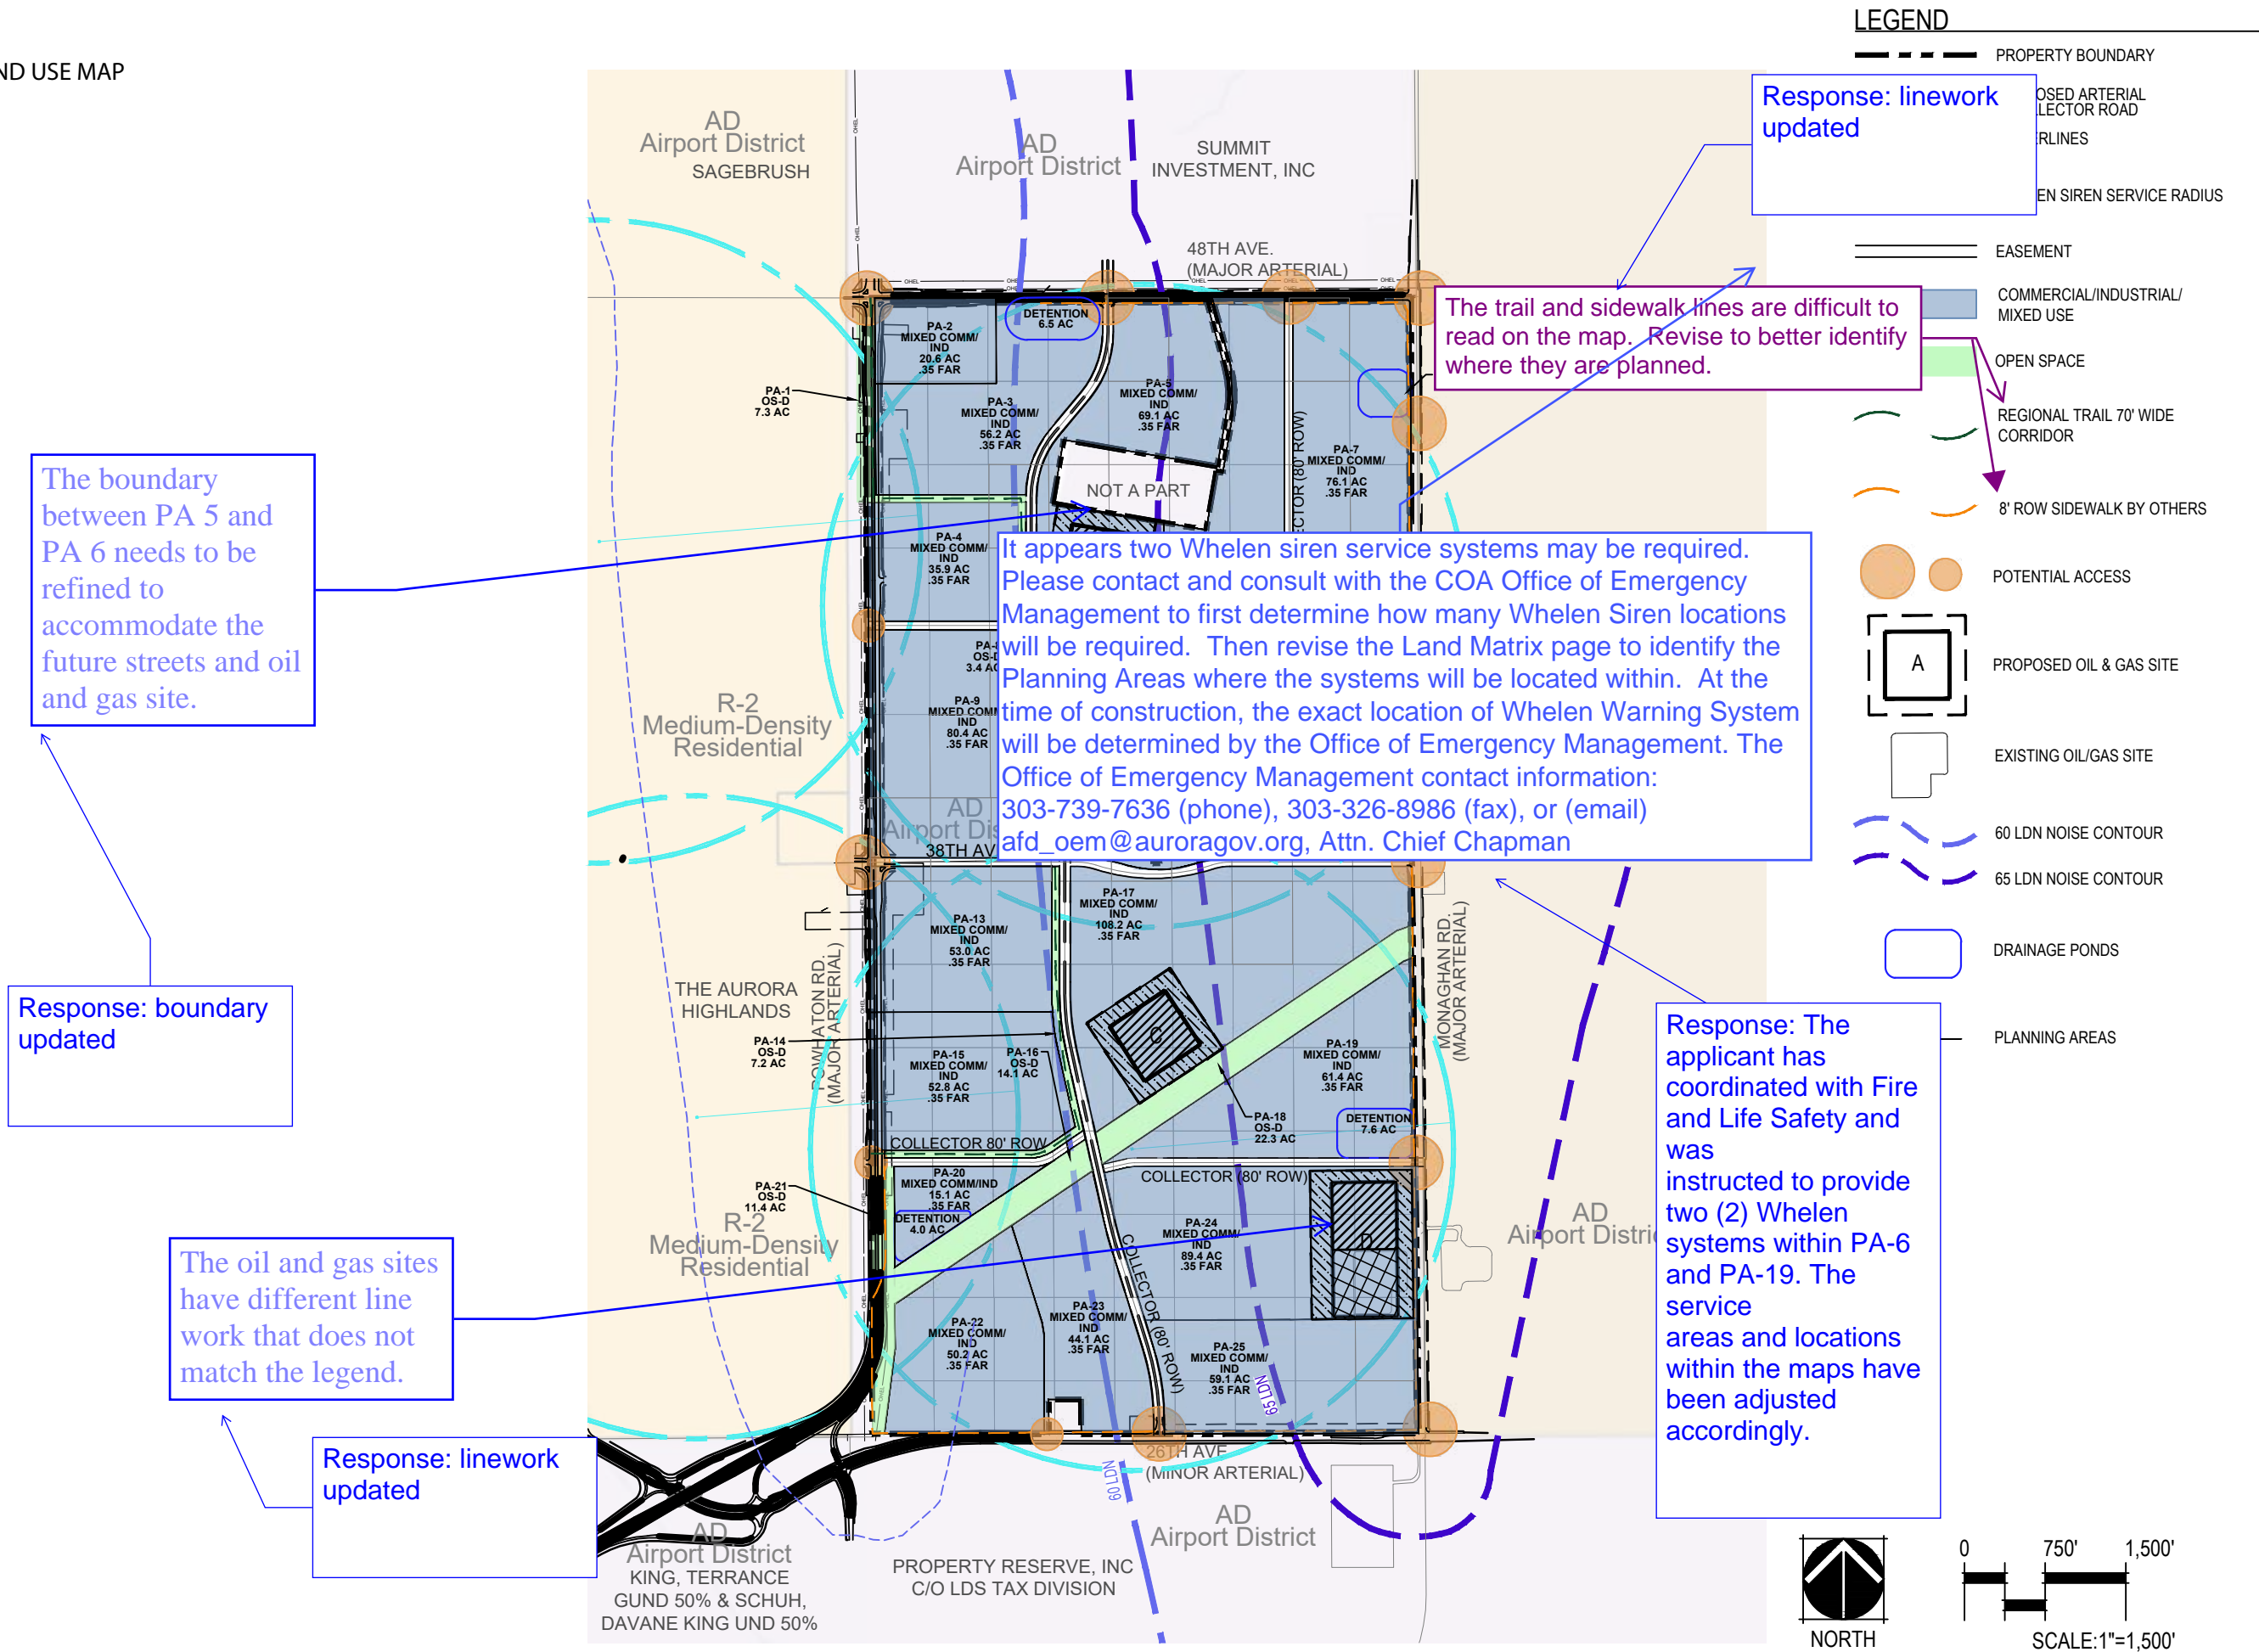 ND USE MAP
LEGEND
PROPERTY BOUNDARY
OSED ARTERIAL
LECTOR ROAD
ERLINES
EN SIREN SERVICE RADIUS
EASEMENT
COMMERCIAL/INDUSTRIAL/
MIXED USE
OPEN SPACE
REGIONAL TRAIL 70' WIDE
CORRIDOR
8' ROW SIDEWALK BY OTHERS
POTENTIAL ACCESS
A
PROPOSED OIL & GAS SITE
EXISTING OIL/GAS SITE
60 LDN NOISE CONTOUR
65 LDN NOISE CONTOUR
DRAINAGE PONDS
PLANNING AREAS
Response: linework
updated
The trail and sidewalk lines are difficult to
read on the map.  Revise to better identify
where they are planned.
AD
Airport District
SAGEBRUSH
AD
Airport District
SUMMIT
INVESTMENT, INC
48TH AVE.
(MAJOR ARTERIAL)
PA-1
OS-D
7.3 AC
PA-2
MIXED COMM/
IND
20.6 AC
.35 FAR
DETENTION
6.5 AC
PA-3
MIXED COMM/
IND
56.2 AC
.35 FAR
PA-5
MIXED COMM/
IND
69.1 AC
.35 FAR
PA-7
MIXED COMM/
IND
76.1 AC
.35 FAR
CTOR (80' ROW)
NOT A PART
PA-4
MIXED COMM/
IND
35.9 AC
.35 FAR
The boundary
between PA 5 and
PA 6 needs to be
refined to
accommodate the
future streets and oil
and gas site.
Response: boundary
updated
It appears two Whelen siren service systems may be required.
Please contact and consult with the COA Office of Emergency
Management to first determine how many Whelen Siren locations
will be required.  Then revise the Land Matrix page to identify the
Planning Areas where the systems will be located within.  At the
time of construction, the exact location of Whelen Warning System
will be determined by the Office of Emergency Management. The
Office of Emergency Management contact information:
303-739-7636 (phone), 303-326-8986 (fax), or (email)
afd_oem@auroragov.org, Attn. Chief Chapman
OS-D
3.4 AC
PA-9
MIXED COMM
IND
80.4 AC
.35 FAR
R-2
Medium-Density
Residential
AD
Airport Dis
38TH AV
PA-13
MIXED COMM/
IND
53.0 AC
.35 FAR
PA-17
MIXED COMM/
IND
108.2 AC
.35 FAR
THE AURORA
HIGHLANDS
POWHATON RD.
(MAJOR ARTERIAL)
MONAGHAN RD.
(MAJOR ARTERIAL)
PA-14
OS-D
7.2 AC
PA-15
MIXED COMM/
IND
52.8 AC
.35 FAR
PA-16
OS-D
14.1 AC
C
PA-19
MIXED COMM/
IND
61.4 AC
.35 FAR
PA-18
OS-D
22.3 AC
DETENTION
7.6 AC
COLLECTOR 80' ROW
COLLECTOR (80' ROW)
PA-20
MIXED COMM/IND
15.1 AC
.35 FAR
DETENTION
4.0 AC
PA-21
OS-D
11.4 AC
R-2
Medium-Density
Residential
PA-24
MIXED COMM/
IND
89.4 AC
.35 FAR
D
COLLECTOR (80' ROW)
AD
Airport Distric
PA-22
MIXED COMM/
IND
50.2 AC
.35 FAR
PA-23
MIXED COMM/
IND
44.1 AC
.35 FAR
PA-25
MIXED COMM/
IND
59.1 AC
.35 FAR
65 LDN
60 LDN
26TH AVE
(MINOR ARTERIAL)
The oil and gas sites
have different line
work that does not
match the legend.
Response: linework
updated
Response: The
applicant has
coordinated with Fire
and Life Safety and
was
instructed to provide
two (2) Whelen
systems within PA-6
and PA-19. The
service
areas and locations
within the maps have
been adjusted
accordingly.
AD
Airport District
KING, TERRANCE
GUND 50% & SCHUH,
DAVANE KING UND 50%
PROPERTY RESERVE, INC
C/O LDS TAX DIVISION
AD
Airport District
NORTH
0 750' 1,500'
SCALE:1"=1,500'